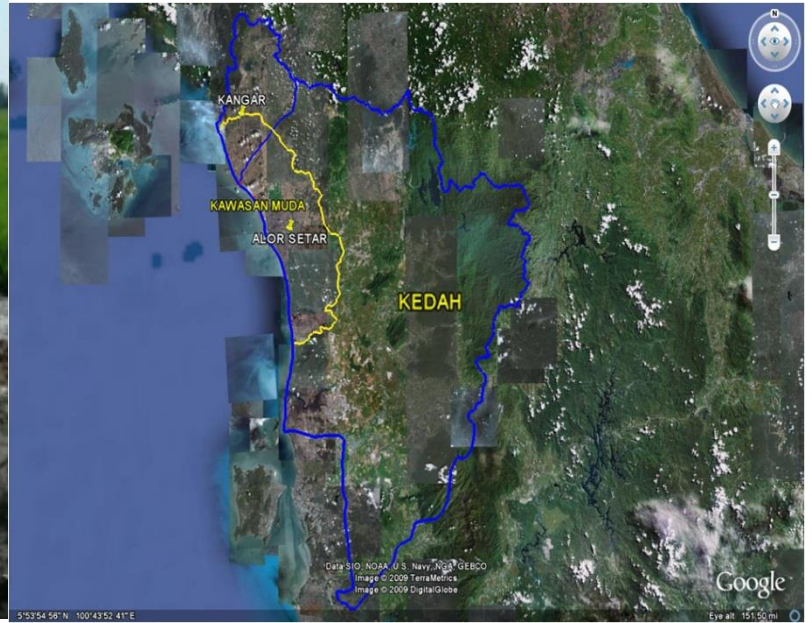 N
KANGAR
KAWASAN MUDA
ALOR SETAR
KEDAH
Data SIO, NOAA, U.S. Navy, NGA, GEBCO
Image © 2009 TerraMetrics
Image © 2009 DigitalGlobe
Google
5°53'54.56" N 100°43'52.41" E
Eye alt 151.50 mi